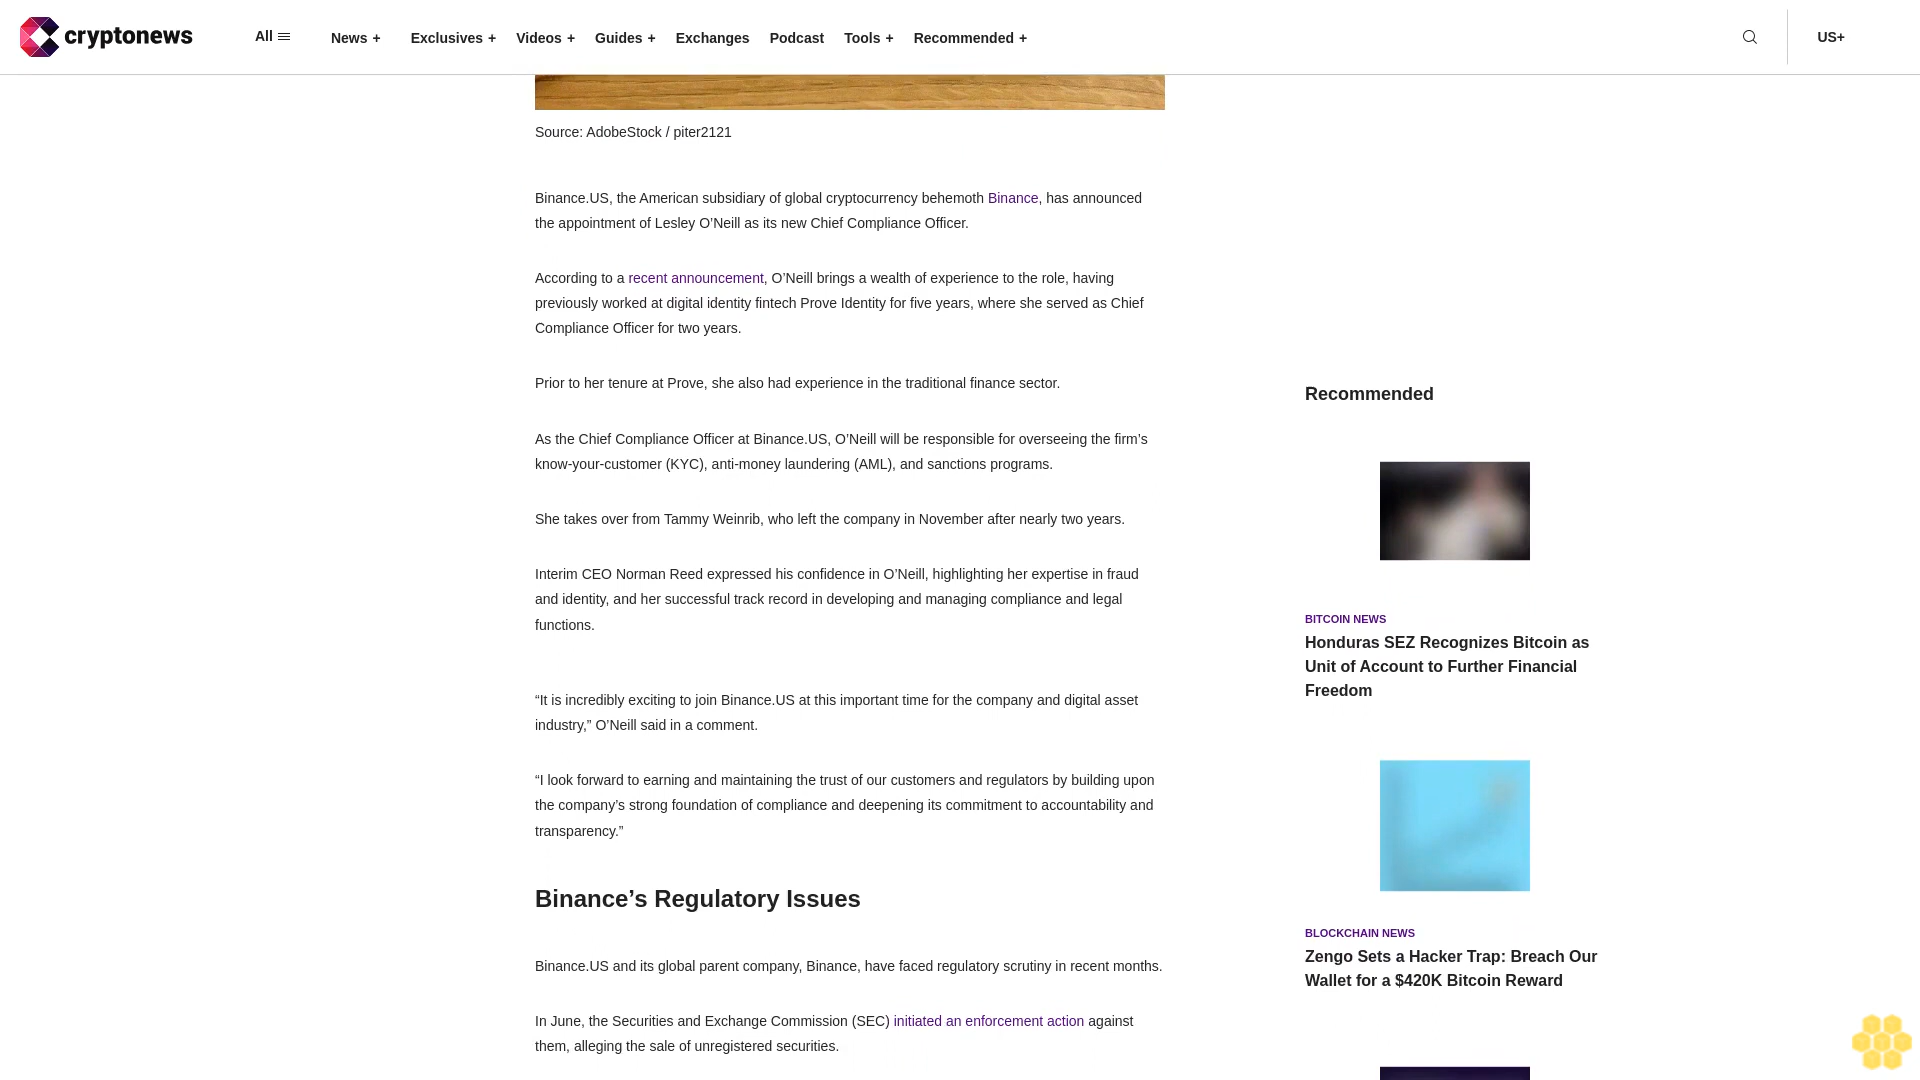 cryptonews
All
News +
Exclusives +
Videos +
Guides +
Exchanges
Podcast
Tools +
Recommended +
US+
Source: AdobeStock / piter2121
Binance.US, the American subsidiary of global cryptocurrency behemoth Binance, has announced
the appointment of Lesley O’Neill as its new Chief Compliance Officer.
According to a recent announcement, O’Neill brings a wealth of experience to the role, having
previously worked at digital identity fintech Prove Identity for five years, where she served as Chief
Compliance Officer for two years.
Prior to her tenure at Prove, she also had experience in the traditional finance sector.
As the Chief Compliance Officer at Binance.US, O’Neill will be responsible for overseeing the firm’s
know-your-customer (KYC), anti-money laundering (AML), and sanctions programs.
She takes over from Tammy Weinrib, who left the company in November after nearly two years.
Interim CEO Norman Reed expressed his confidence in O’Neill, highlighting her expertise in fraud
and identity, and her successful track record in developing and managing compliance and legal
functions.
“It is incredibly exciting to join Binance.US at this important time for the company and digital asset
industry,” O’Neill said in a comment.
“I look forward to earning and maintaining the trust of our customers and regulators by building upon
the company’s strong foundation of compliance and deepening its commitment to accountability and
transparency.”
Binance’s Regulatory Issues
Binance.US and its global parent company, Binance, have faced regulatory scrutiny in recent months.
In June, the Securities and Exchange Commission (SEC) initiated an enforcement action against
them, alleging the sale of unregistered securities.
Recommended
BITCOIN NEWS
Honduras SEZ Recognizes Bitcoin as
Unit of Account to Further Financial
Freedom
BLOCKCHAIN NEWS
Zengo Sets a Hacker Trap: Breach Our
Wallet for a $420K Bitcoin Reward